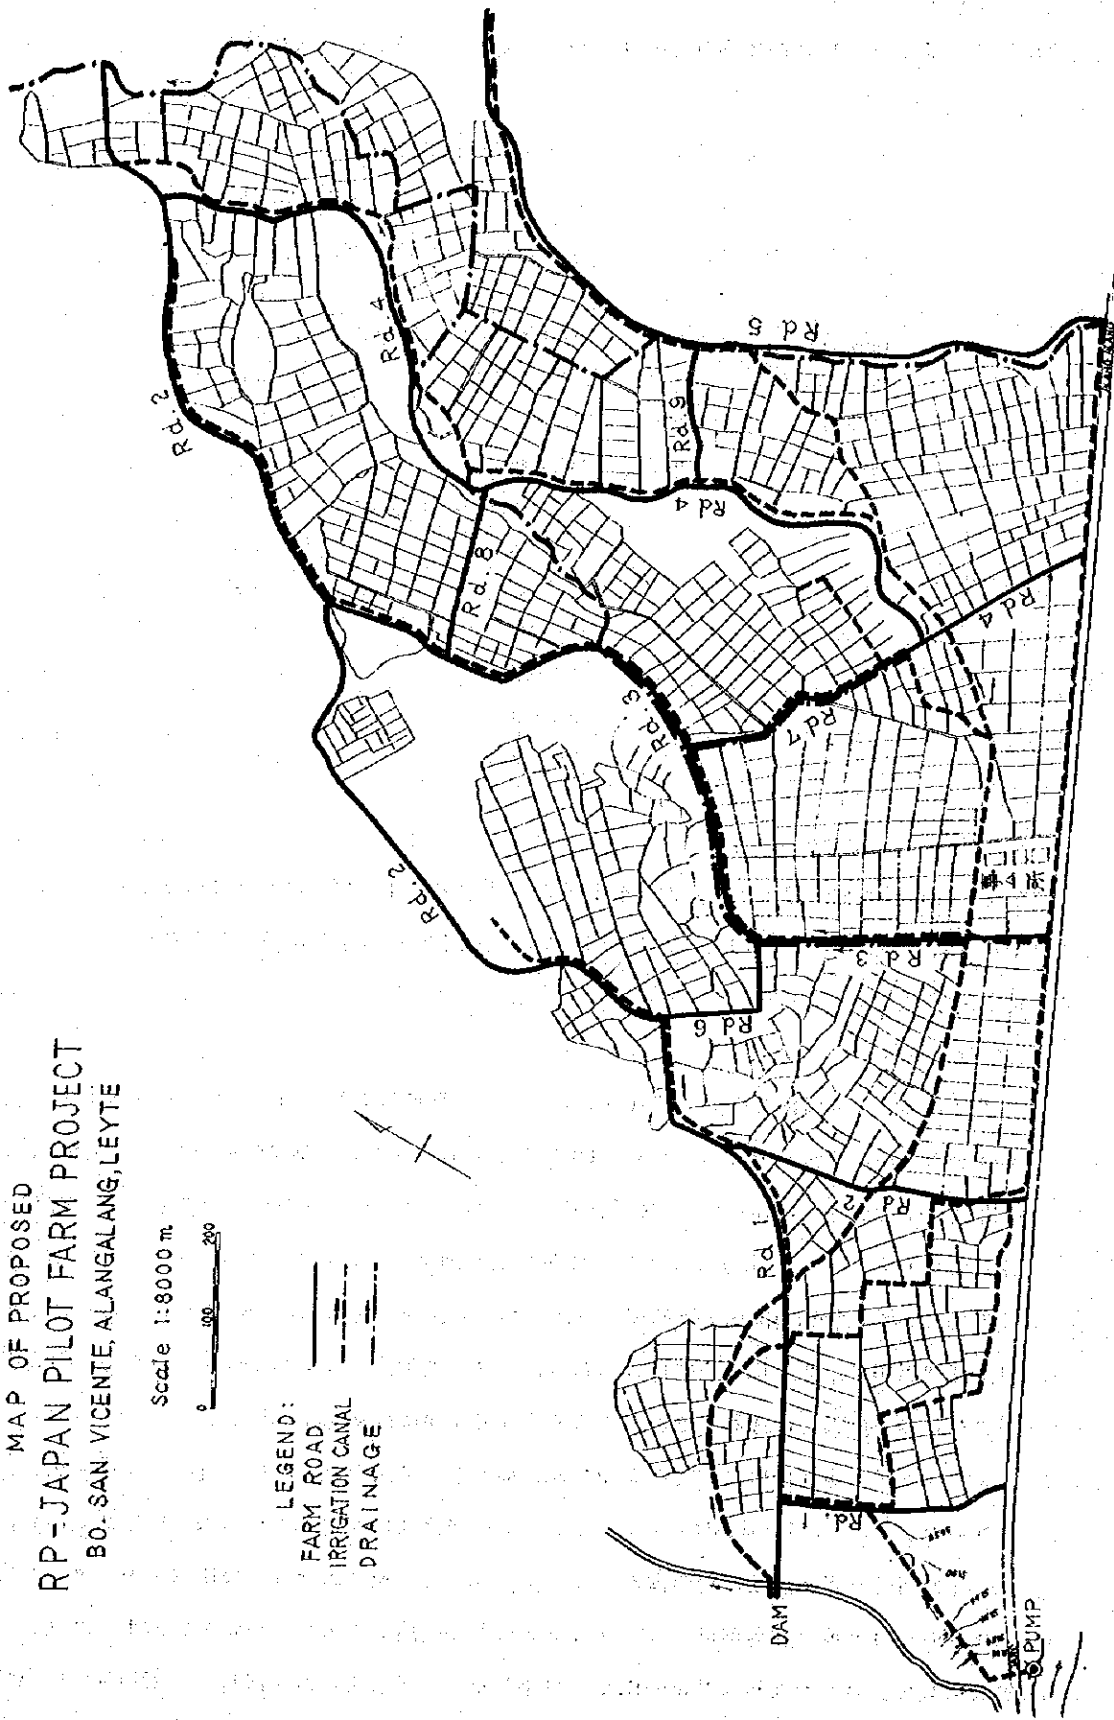 MAP OF PROPOSED
RP-JAPAN PILOT FARM PROJECT
BO. SAN VICENTE, ALANGALANG, LEYTE
Scale 1:8000 m
0 100 200
LEGEND:
FARM ROAD
IRRIGATION CANAL
DRAINAGE
Rd. 2
Rd. 4
Rd. 8
Rd. 9
Rd 5
Rd 4
Rd 4
Rd. 3
Rd 7
Rd. 2
Rd 3
Rd 6
Rd 2
Rd 1
Rd. 1
DAM
PUMP